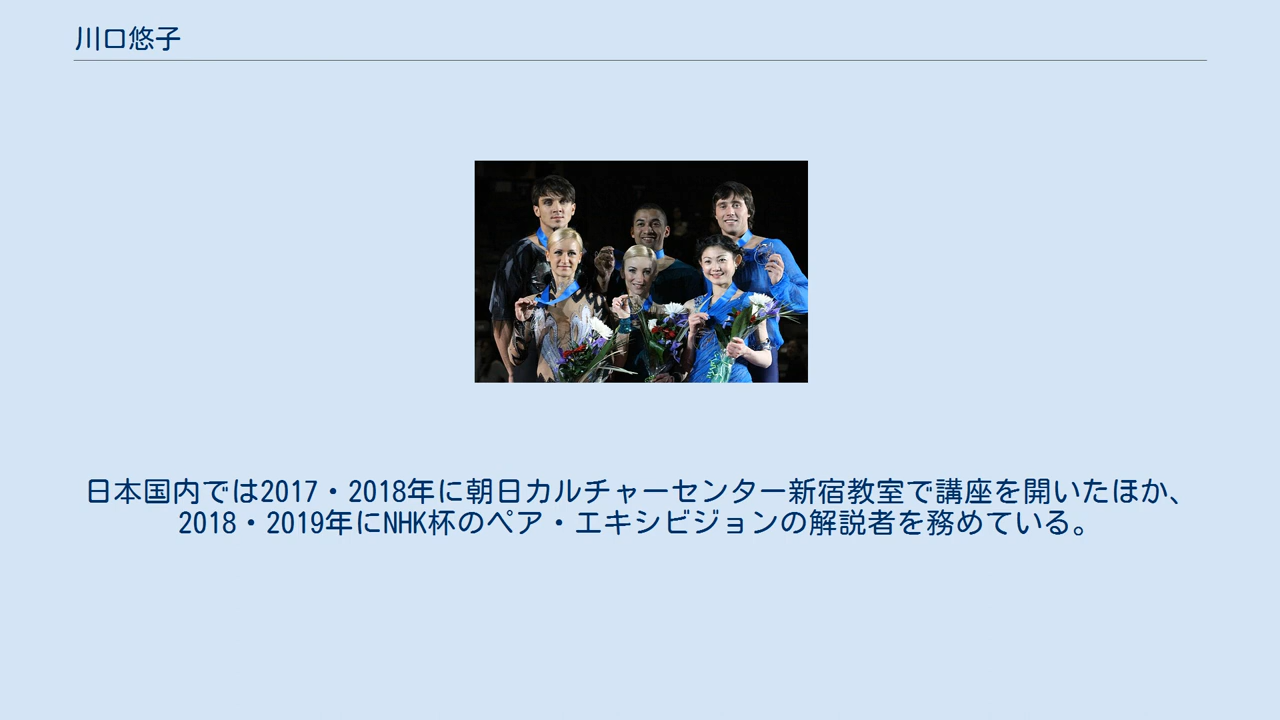 川口悠子
日本国内では2017・2018年に朝日カルチャーセンター新宿教室で講座を開いたほか、
2018・2019年にNHK杯のペア・エキシビジョンの解説者を務めている。